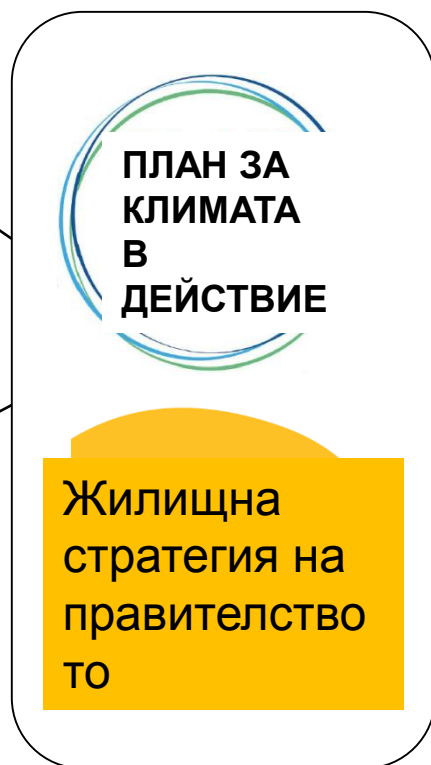 ПЛАН ЗА
КЛИМАТА
В
ДЕЙСТВИЕ
Жилищна
стратегия на
правителство
то